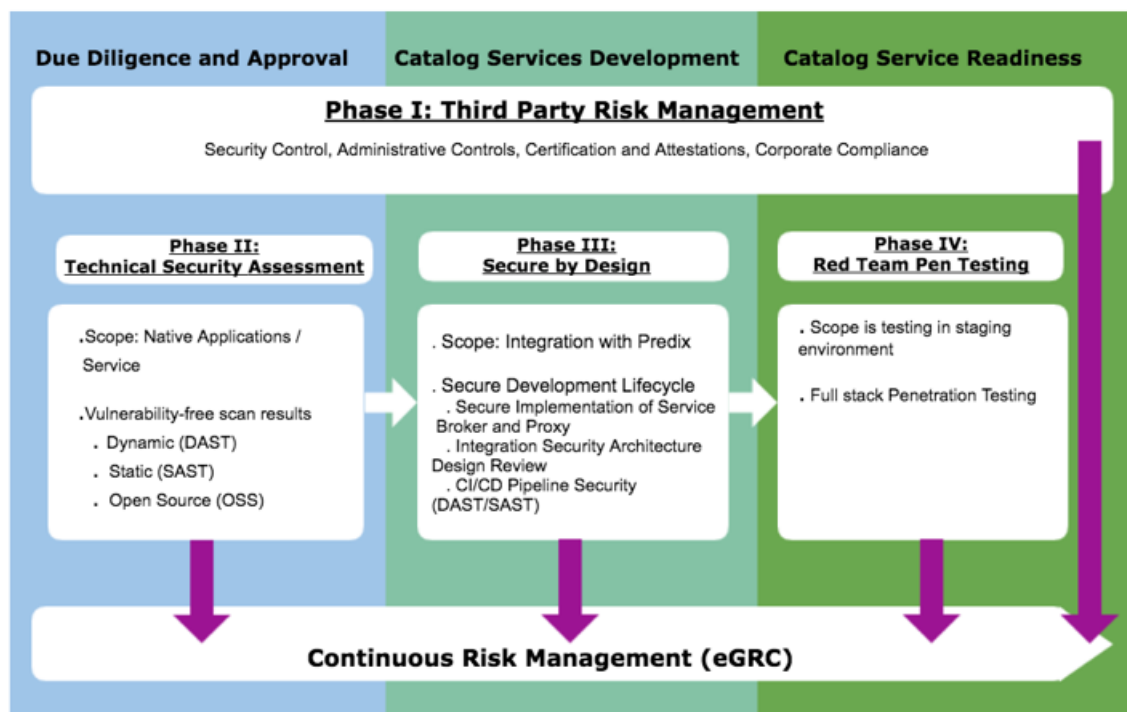 Due Diligence and Approval
Catalog Services Development
Catalog Service Readiness
Phase I: Third Party Risk Management
Security Control, Administrative Controls, Certification and Attestations, Corporate Compliance
Phase II:
Technical Security Assessment
.Scope: Native Applications /
Service
.Vulnerability-free scan results
. Dynamic (DAST)
. Static (SAST)
. Open Source (OSS)
Phase III:
Secure by Design
. Scope: Integration with Predix
. Secure Development Lifecycle
. Secure Implementation of Service
Broker and Proxy
. Integration Security Architecture
Design Review
. CI/CD Pipeline Security
(DAST/SAST)
Phase IV:
Red Team Pen Testing
. Scope is testing in staging
environment
. Full stack Penetration Testing
Continuous Risk Management (eGRC)